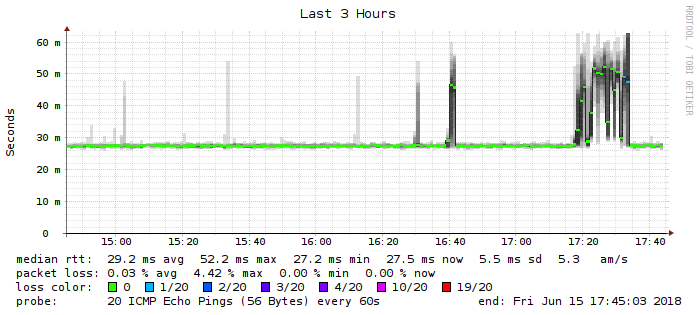 Last 3 Hours
RRDTOOL / TOBI OETIKER
Seconds
60 m
50 m
40 m
30 m
20 m
10 m
0
15:00 15:20 15:40 16:00 16:20 16:40 17:00 17:20 17:40
median rtt: 29.2 ms avg 52.2 ms max 27.2 ms min 27.5 ms now 5.5 ms sd 5.3 am/s
packet loss: 0.03 % avg 4.42 % max 0.00 % min 0.00 % now
loss color: 0 1/20 2/20 3/20 4/20 10/20 19/20
probe: 20 ICMP Echo Pings (56 Bytes) every 60s end: Fri Jun 15 17:45:03 2018